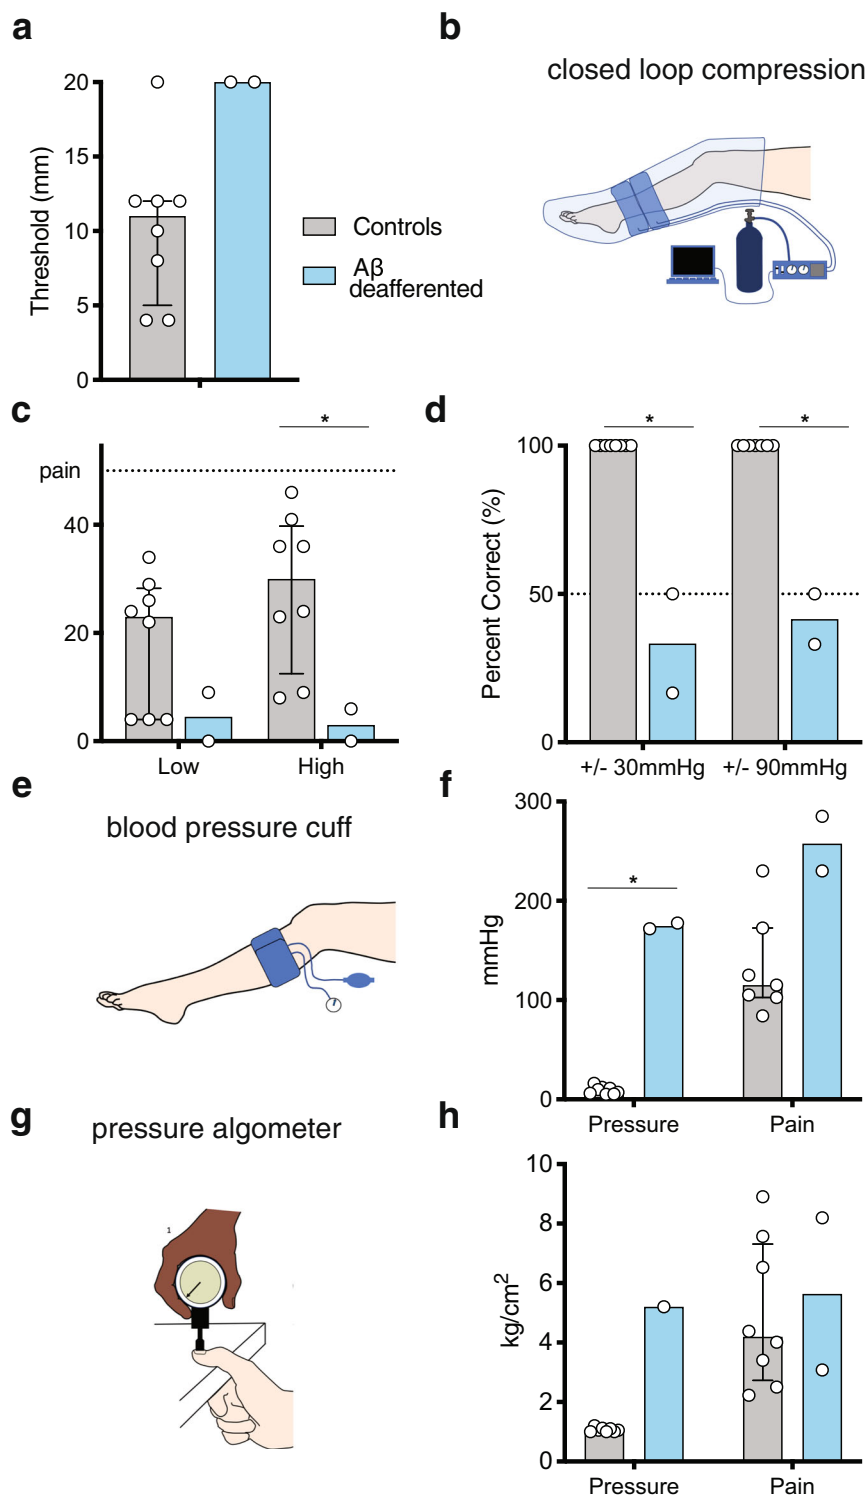 a
Threshold (mm)
20
15
10
5
0
Controls
Aβ
deafferented
b
closed loop compression
c
*
pain
40
20
0
Low
High
d
*
*
Percent Correct (%)
100
50
0
+/- 30mmHg
+/- 90mmHg
e
blood pressure cuff
f
*
mmHg
300
200
100
0
Pressure
Pain
g
pressure algometer
1
h
kg/cm²
10
8
6
4
2
0
Pressure
Pain